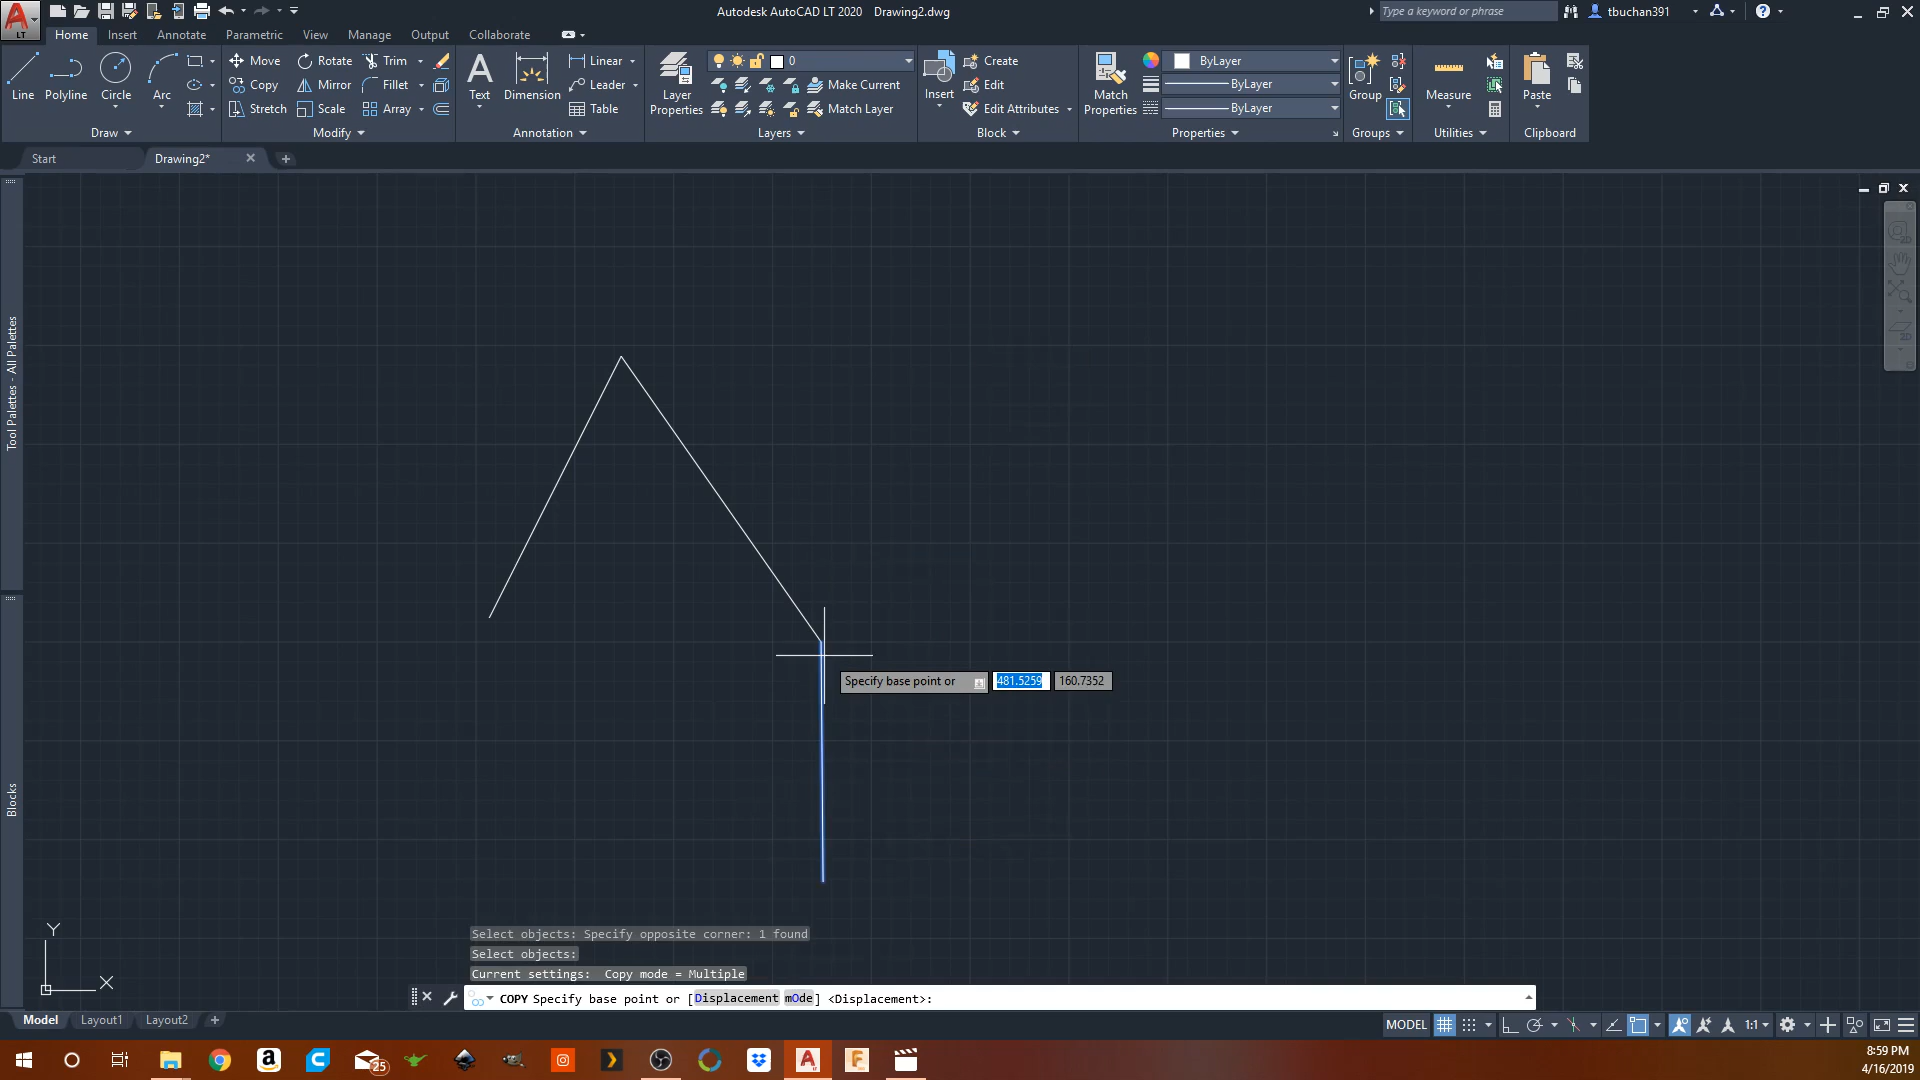 Autodesk AutoCAD LT 2020 Drawing2.dwg
Type a keyword or phrase
tbuchan391
LT
Home Insert Annotate Parametric View Manage Output Collaborate
Line Polyline Circle Arc
Move Rotate Trim
Copy Mirror Fillet
Stretch Scale Array
Text Dimension
Linear
Leader
Table
Layer Properties
0
Make Current
Match Layer
Insert
Create
Edit
Edit Attributes
Match Properties
ByLayer
ByLayer
ByLayer
Group
Measure
Paste
Draw Modify Annotation Layers Block Properties Groups Utilities Clipboard
Start Drawing2*
Tool Palettes - All Palettes
Blocks
2D
2D
Specify base point or 481.5259 160.7352
Y
X
Select objects: Specify opposite corner: 1 found
Select objects:
Current settings: Copy mode = Multiple
COPY Specify base point or [Displacement mOde] <Displacement>:
Model Layout1 Layout2
MODEL 1:1
25
8:59 PM
4/16/2019